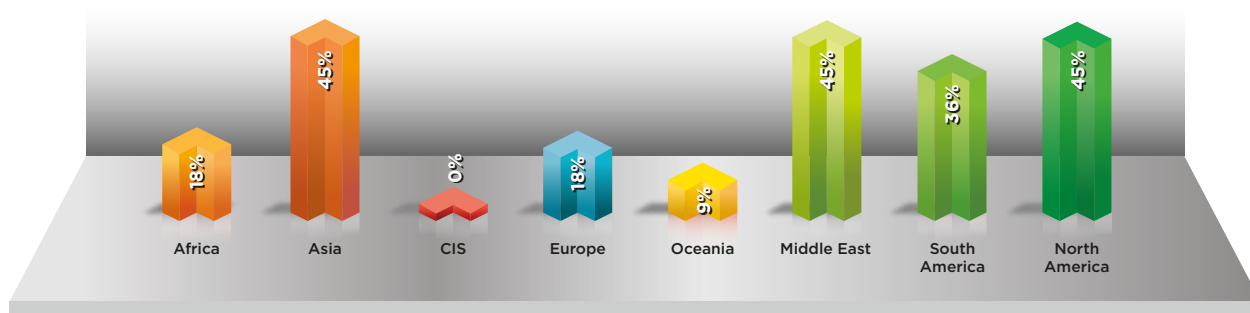 18%
45%
0%
18%
9%
45%
36%
45%
Africa
Asia
CIS
Europe
Oceania
Middle East
South
America
North
America